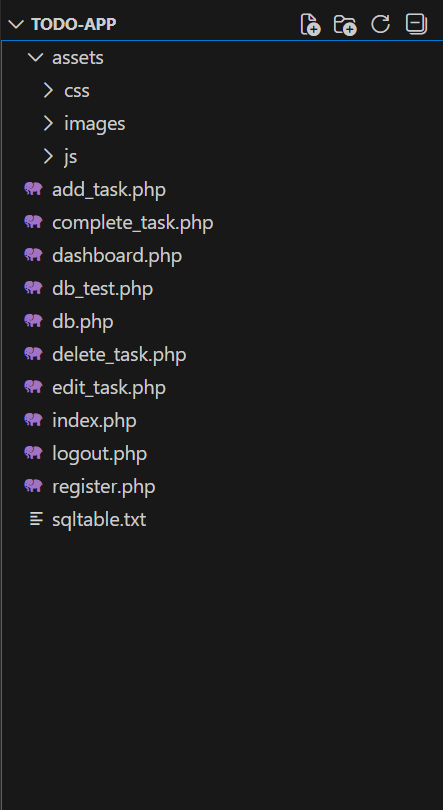 TODO-APP
assets
css
images
js
add_task.php
complete_task.php
dashboard.php
db_test.php
db.php
delete_task.php
edit_task.php
index.php
logout.php
register.php
sqltable.txt